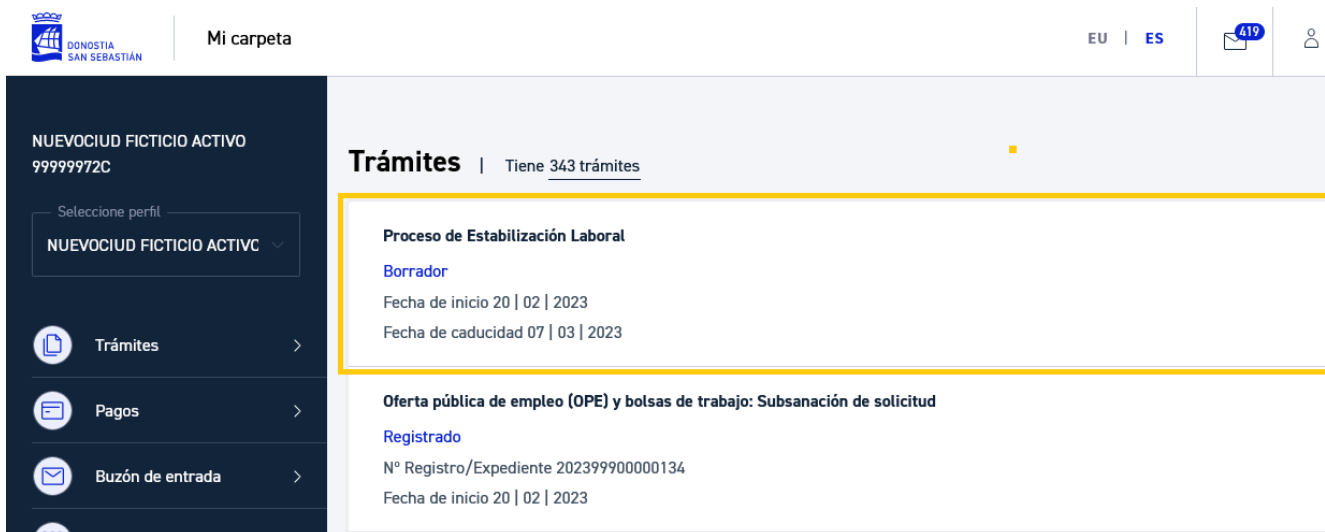 DONOSTIA
SAN SEBASTIÁN
Mi carpeta
EU | ES
419
NUEVOCIUD FICTICIO ACTIVO
99999972C
Seleccione perfil
NUEVOCIUD FICTICIO ACTIVC
Trámites
Pagos
Buzón de entrada
Trámites | Tiene 343 trámites
Proceso de Estabilización Laboral
Borrador
Fecha de inicio 20 | 02 | 2023
Fecha de caducidad 07 | 03 | 2023
Oferta pública de empleo (OPE) y bolsas de trabajo: Subsanación de solicitud
Registrado
Nº Registro/Expediente 202399900000134
Fecha de inicio 20 | 02 | 2023